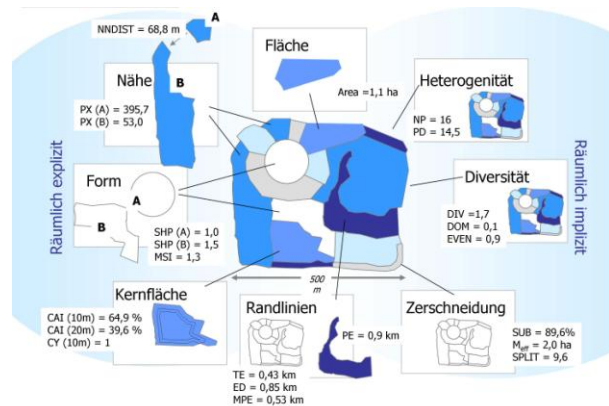 NNDIST = 68,8 m
A
Nähe
B
PX (A) = 395,7
PX (B) = 53,0
Fläche
Area =1,1 ha
Heterogenität
NP = 16
PD = 14,5
Räumlich explizit
Form
A
B
SHP (A) = 1,0
SHP (B) = 1,5
MSI = 1,3
Diversität
DIV =1,7
DOM = 0,1
EVEN = 0,9
Räumlich implizit
Kernfläche
CAI (10m) = 64,9 %
CAI (20m) = 39,6 %
CY (10m) = 1
500
m
Randlinien
PE = 0,9 km
TE = 0,43 km
ED = 0,85 km
MPE = 0,53 km
Zerschneidung
SUB = 89,6%
Meff = 2,0 ha
SPLIT = 9,6